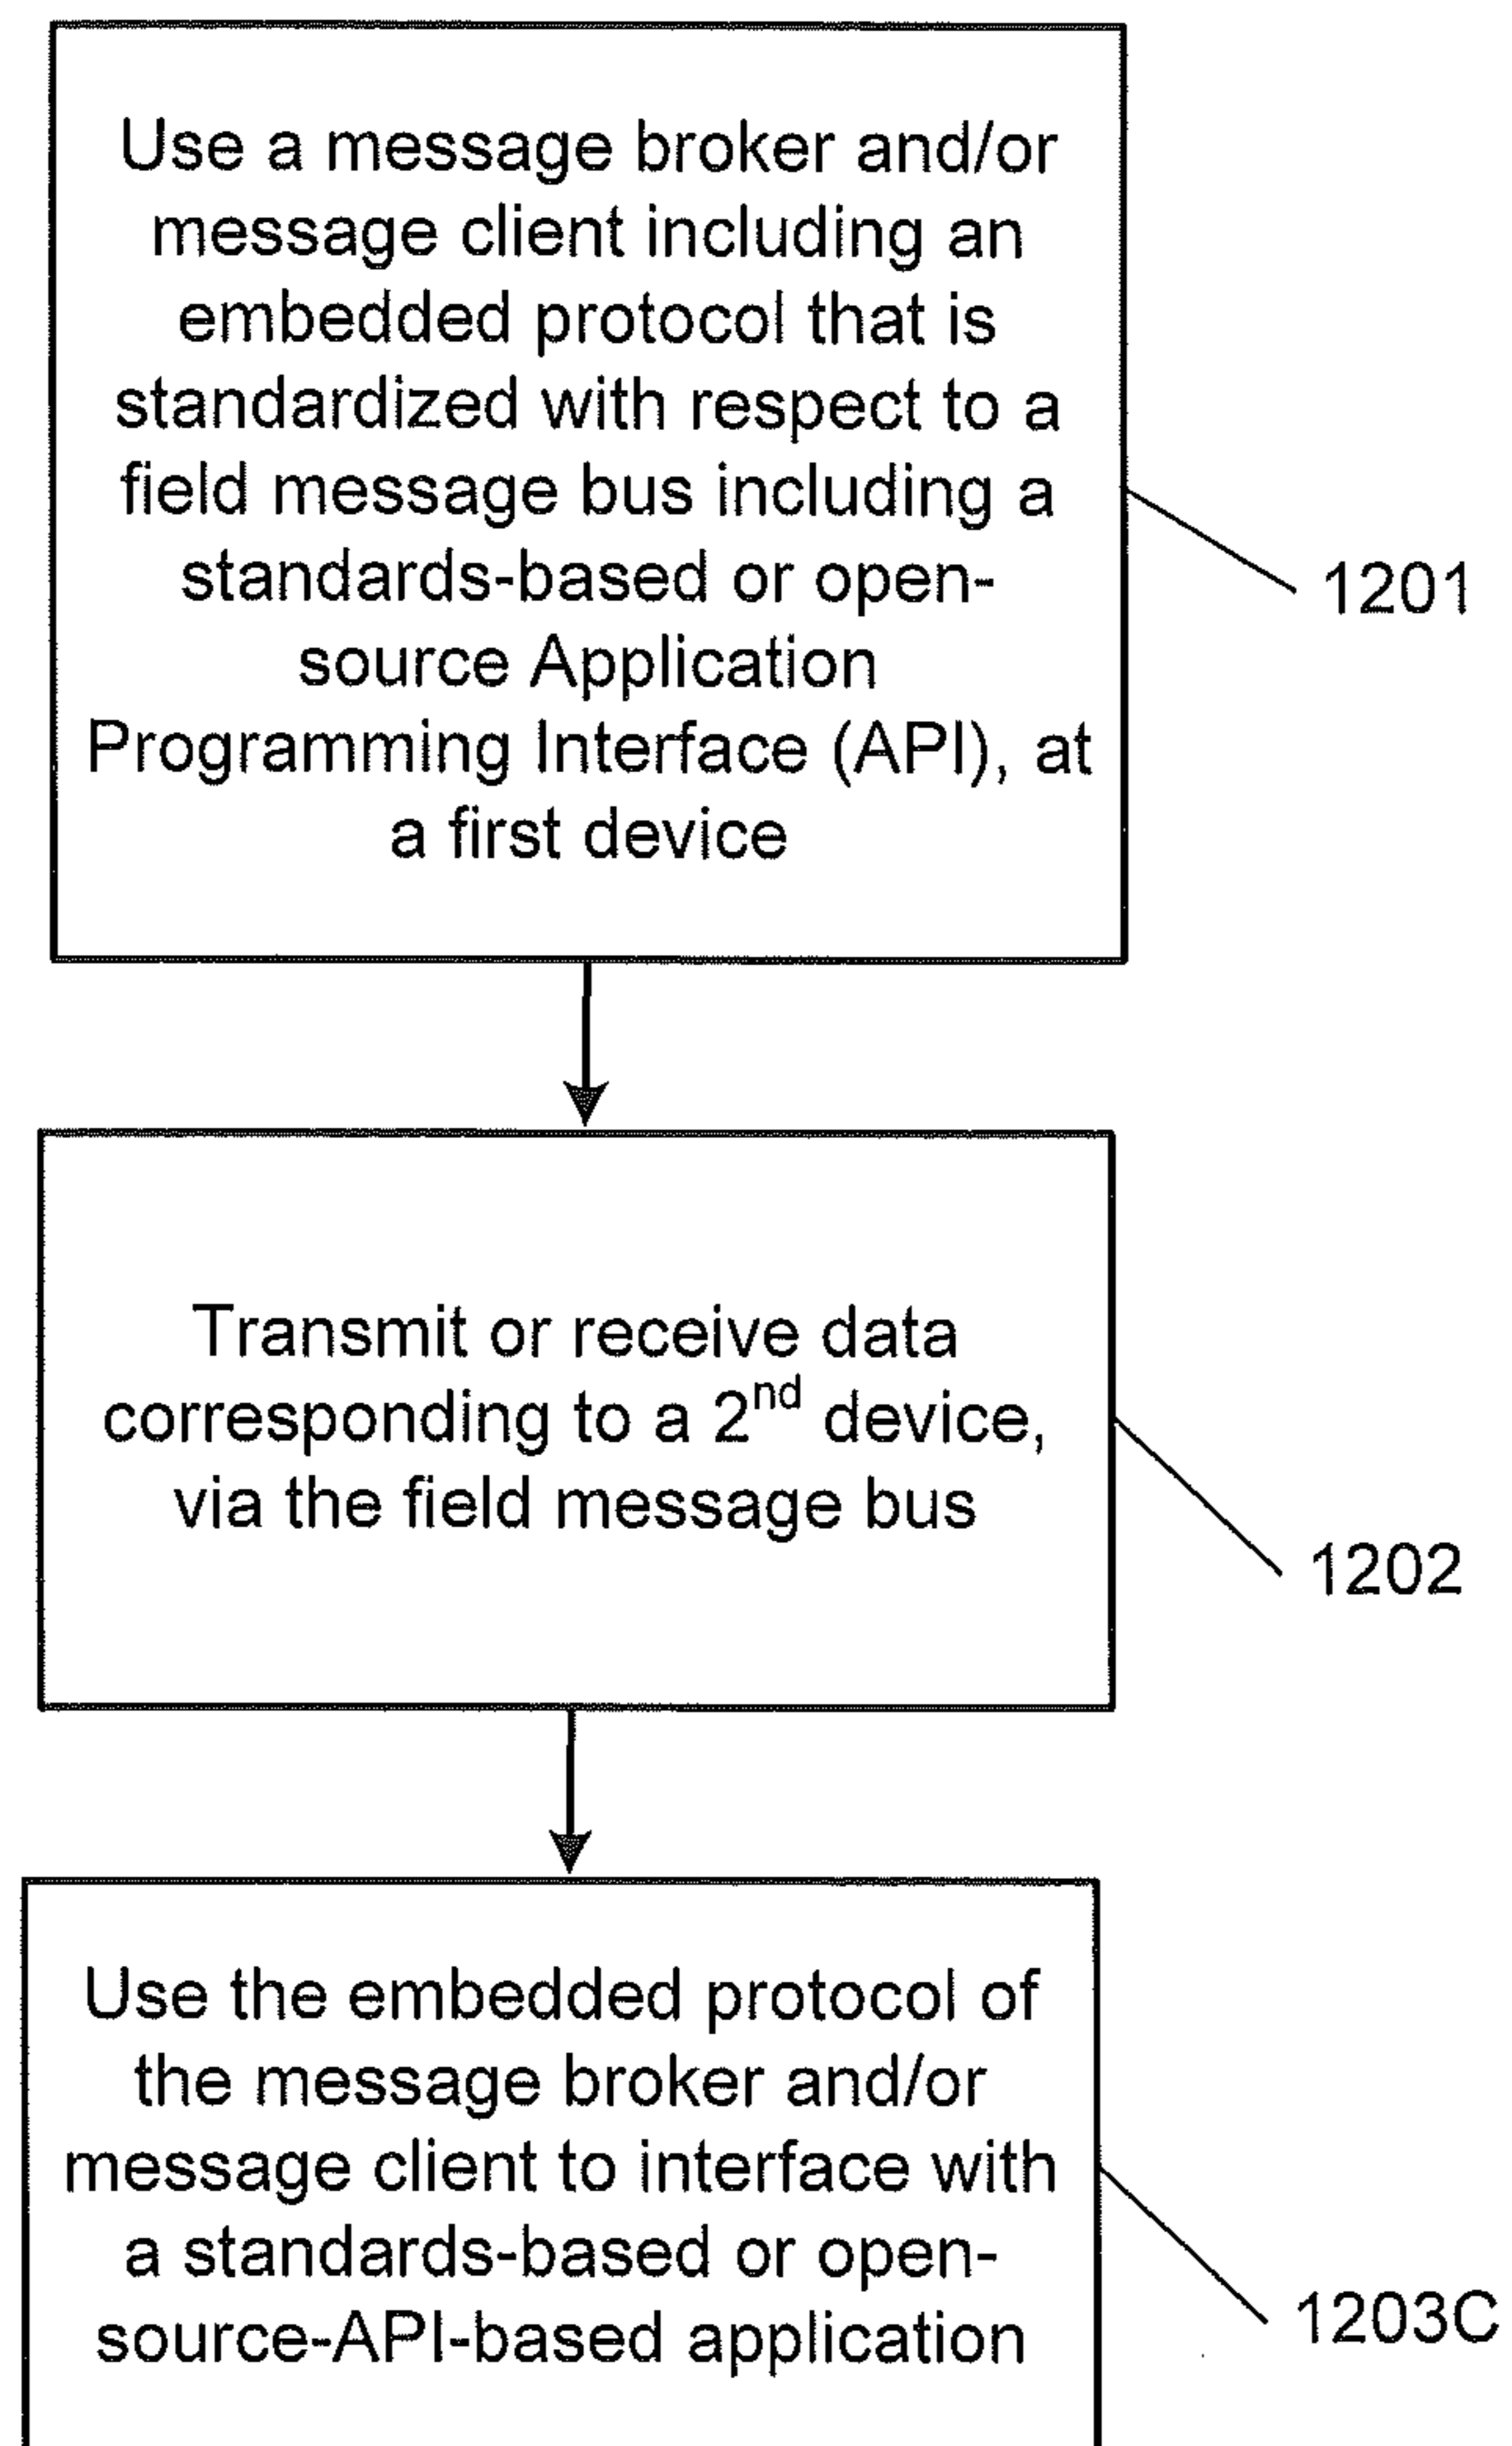 Use a message broker and/or
message client including an
embedded protocol that is
standardized with respect to a
field message bus including a
standards-based or open-
source Application
Programming Interface (API), at
a first device
1201
Transmit or receive data
corresponding to a 2nd device,
via the field message bus
1202
Use the embedded protocol of
the message broker and/or
message client to interface with
a standards-based or open-
source-API-based application
1203C